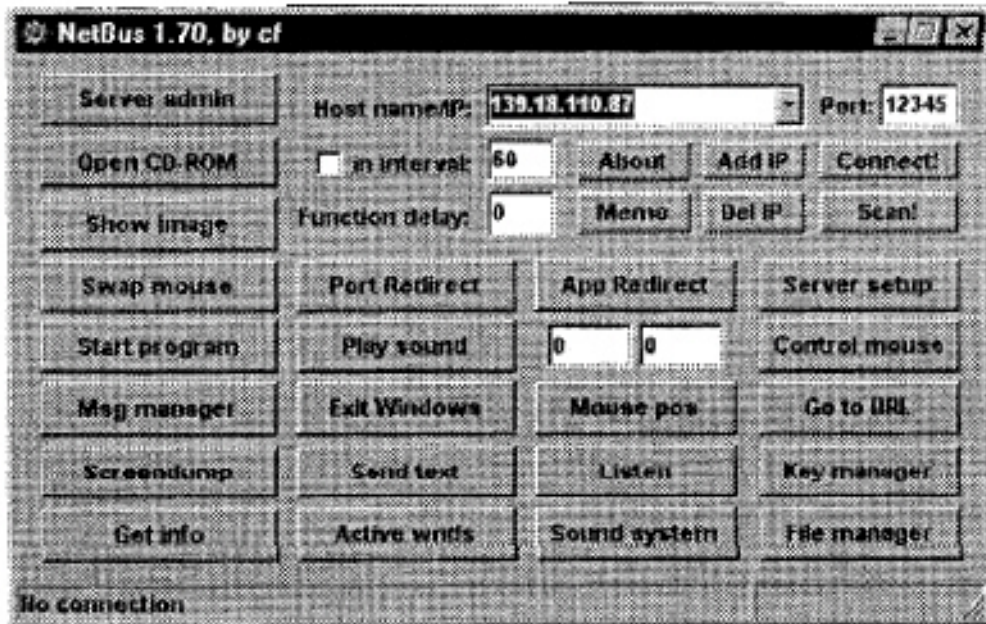 NetBus 1.70, by cf
Server admin Host name/IP: 139.18.110.87 Port: 12345
Open CD-ROM in interval: 60 About Add IP Connect!
Show image Function delay: 0 Memo Del IP Scan!
Swap mouse Port Redirect App Redirect Server setup
Start program Play sound 0 0 Control mouse
Msg manager Exit Windows Mouse pos Go to URL
Screendump Send text Listen Key manager
Get info Active wnds Sound system File manager
No connection